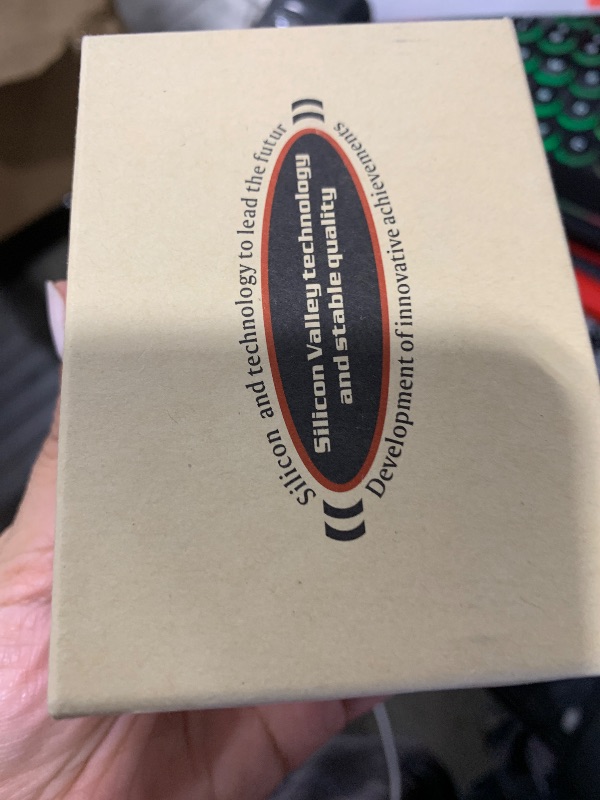 Silicon and technology to lead the futur
Silicon Valley technology
and stable quality
Development of innovative achievements